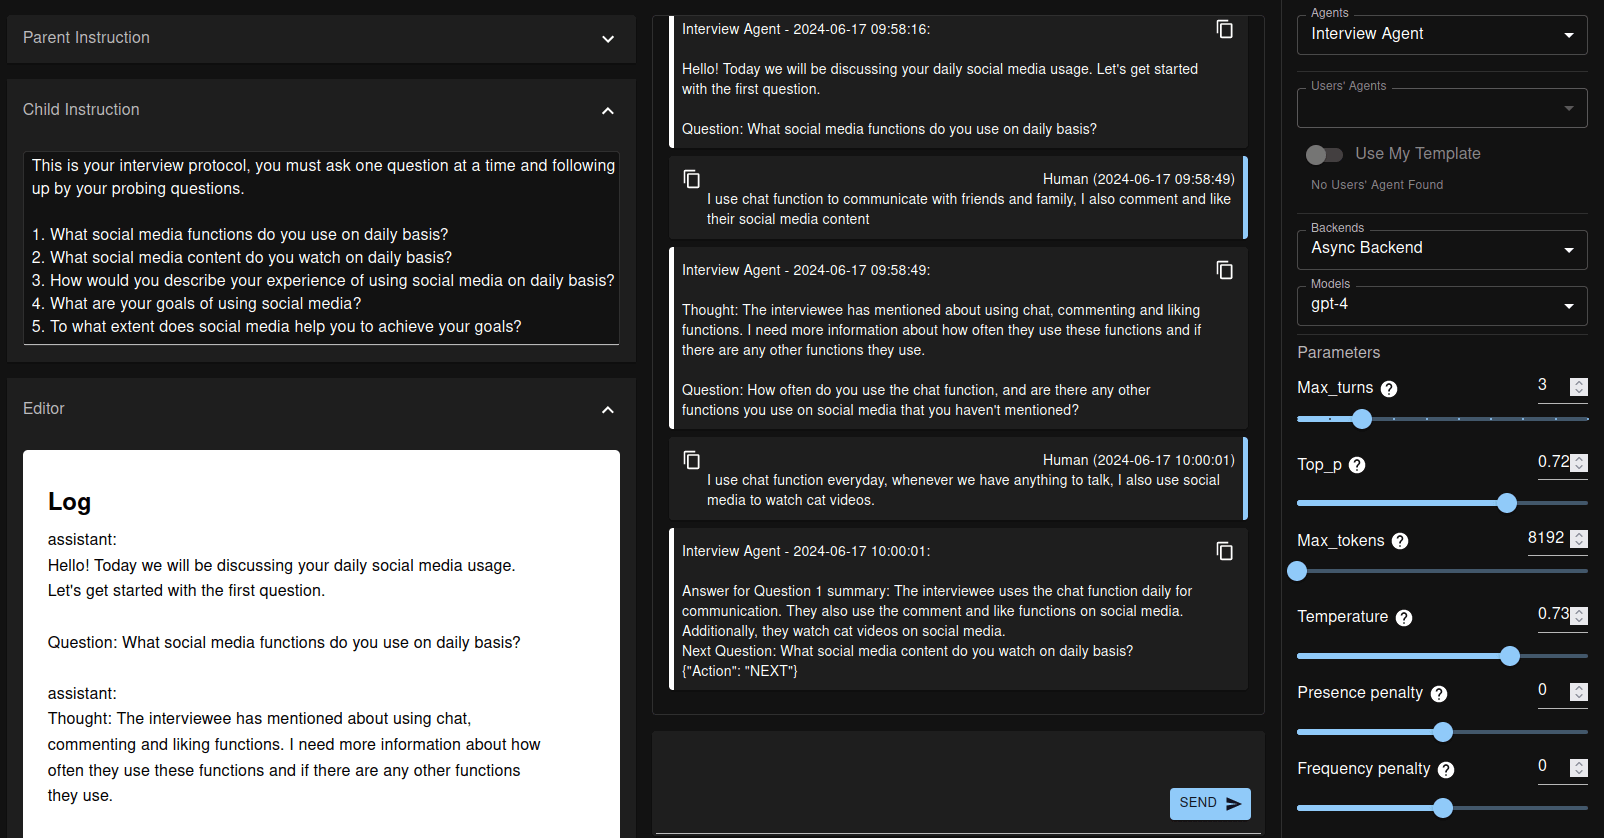 Parent Instruction
Child Instruction
This is your interview protocol, you must ask one question at a time and following
up by your probing questions.
1. What social media functions do you use on daily basis?
2. What social media content do you watch on daily basis?
3. How would you describe your experience of using social media on daily basis?
4. What are your goals of using social media?
5. To what extent does social media help you to achieve your goals?
Editor
Log
assistant:
Hello! Today we will be discussing your daily social media usage.
Let's get started with the first question.
Question: What social media functions do you use on daily basis?
assistant:
Thought: The interviewee has mentioned about using chat,
commenting and liking functions. I need more information about how
often they use these functions and if there are any other functions
they use.
Interview Agent - 2024-06-17 09:58:16:
Hello! Today we will be discussing your daily social media usage. Let's get started
with the first question.
Question: What social media functions do you use on daily basis?
Human (2024-06-17 09:58:49)
I use chat function to communicate with friends and family, I also comment and like
their social media content
Interview Agent - 2024-06-17 09:58:49:
Thought: The interviewee has mentioned about using chat, commenting and liking
functions. I need more information about how often they use these functions and if
there are any other functions they use.
Question: How often do you use the chat function, and are there any other
functions you use on social media that you haven't mentioned?
Human (2024-06-17 10:00:01)
I use chat function everyday, whenever we have anything to talk, I also use social
media to watch cat videos.
Interview Agent - 2024-06-17 10:00:01:
Answer for Question 1 summary: The interviewee uses the chat function daily for
communication. They also use the comment and like functions on social media.
Additionally, they watch cat videos on social media.
Next Question: What social media content do you watch on daily basis?
{"Action": "NEXT"}
SEND
Agents
Interview Agent
Users' Agents
Use My Template
No Users' Agent Found
Backends
Async Backend
Models
gpt-4
Parameters
Max_turns ? 3
Top_p ? 0.72
Max_tokens ? 8192
Temperature ? 0.73
Presence penalty ? 0
Frequency penalty ? 0